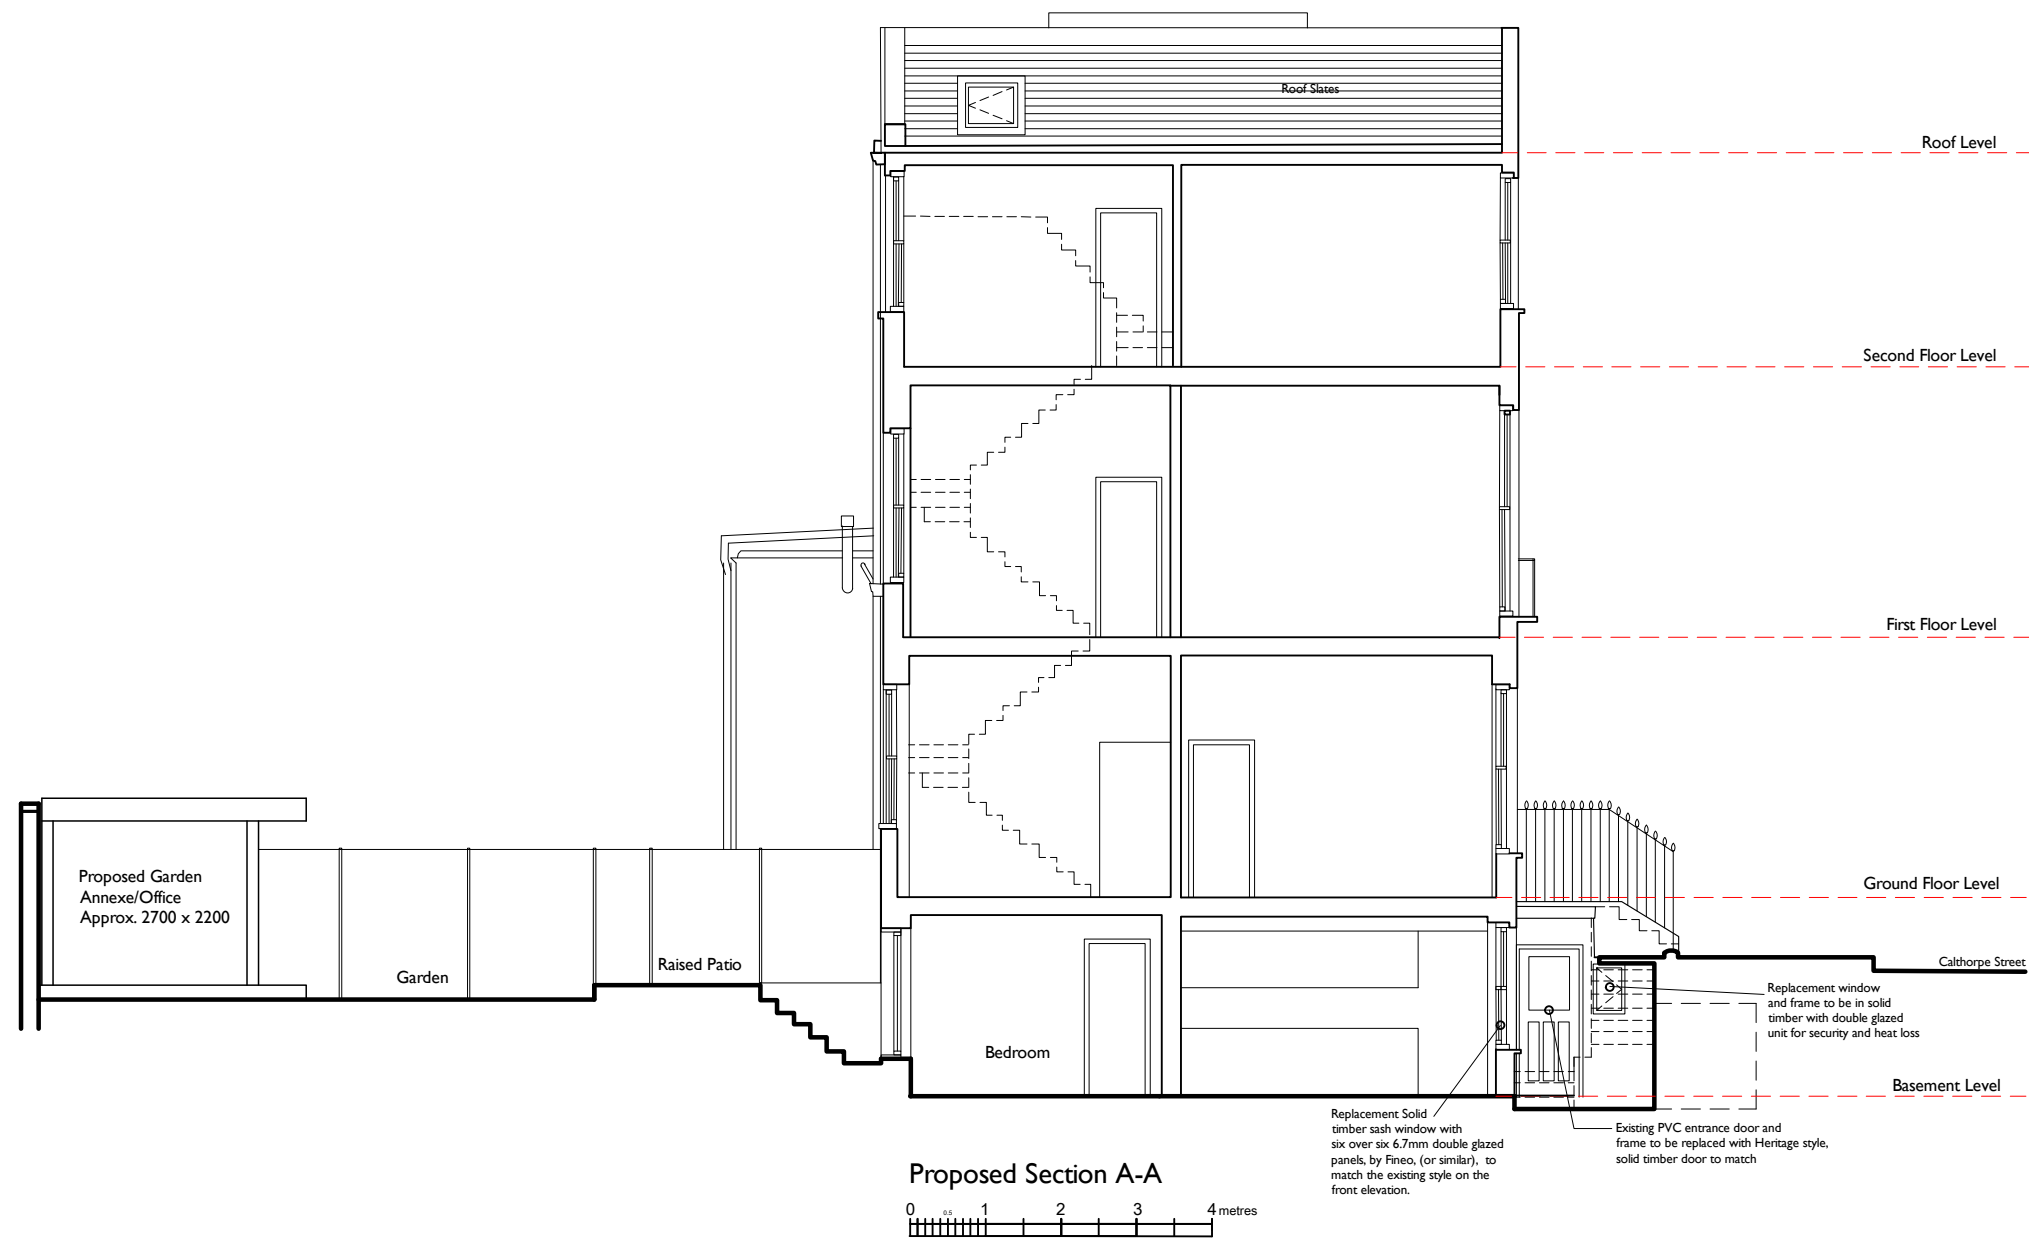 Roof Slates
Roof Level
Second Floor Level
First Floor Level
Ground Floor Level
Proposed Garden
Annexe/Office
Approx. 2700 x 2200
Garden
Raised Patio
Calthorpe Street
Replacement window
and frame to be in solid
timber with double glazed
unit for security and heat loss
Bedroom
Basement Level
Replacement Solid
timber sash window with
six over six 6.7mm double glazed
panels, by Fineo, (or similar), to
match the existing style on the
front elevation.
Existing PVC entrance door and
frame to be replaced with Heritage style,
solid timber door to match
Proposed Section A-A
0 0.5 1 2 3 4 metres